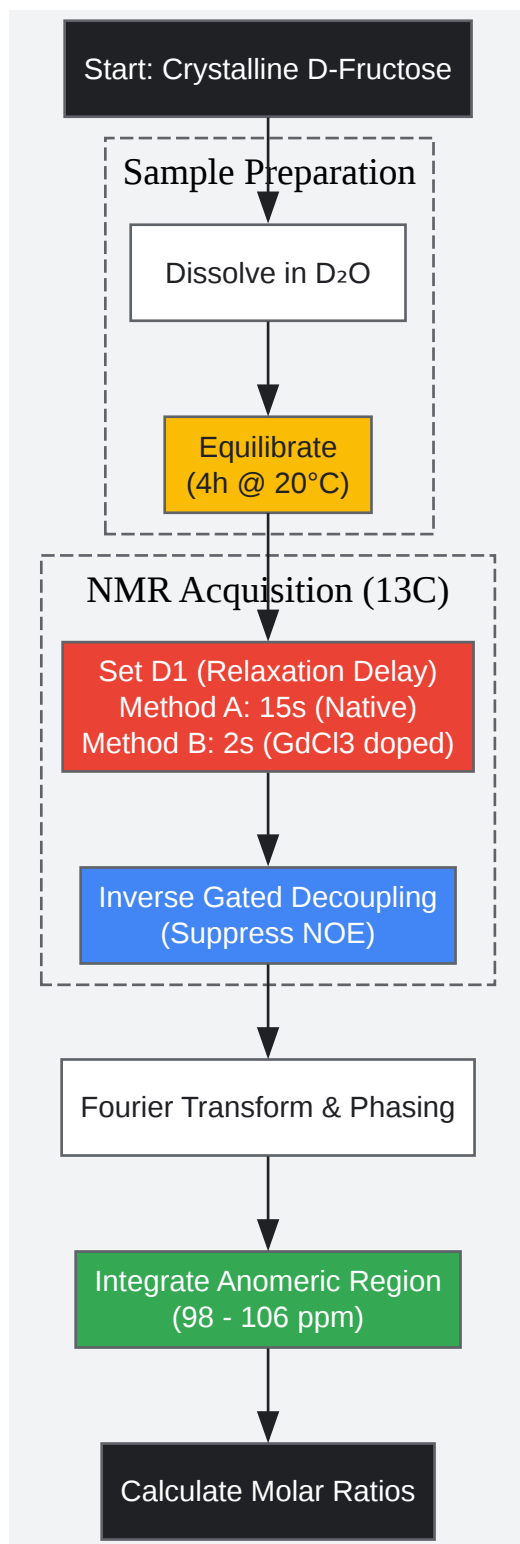 Start: Crystalline D-Fructose
Sample Preparation
Dissolve in D₂O
Equilibrate
(4h @ 20°C)
NMR Acquisition (13C)
Set D1 (Relaxation Delay)
Method A: 15s (Native)
Method B: 2s (GdCl3 doped)
Inverse Gated Decoupling
(Suppress NOE)
Fourier Transform & Phasing
Integrate Anomeric Region
(98 - 106 ppm)
Calculate Molar Ratios